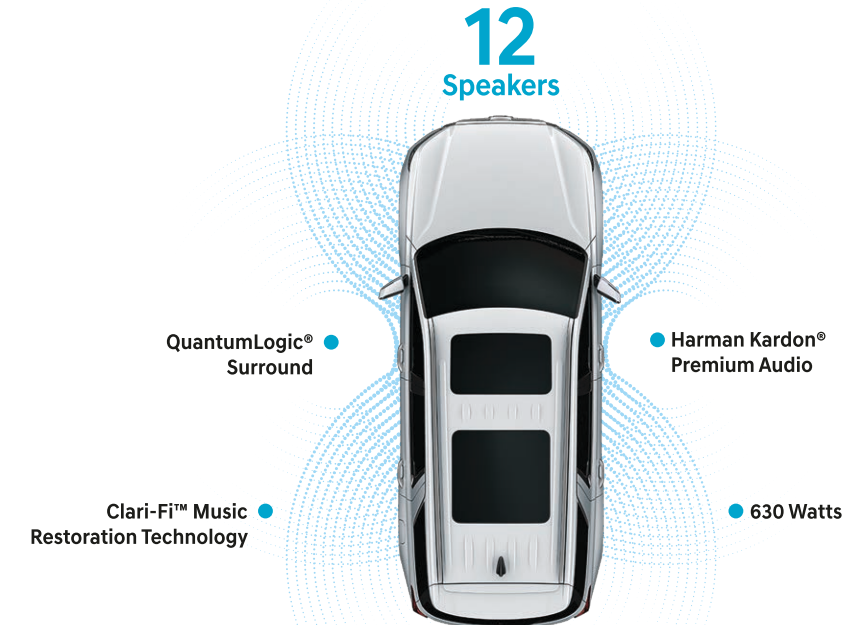 12
Speakers
QuantumLogic®
Surround
Harman Kardon®
Premium Audio
Clari-Fi™ Music
Restoration Technology
630 Watts